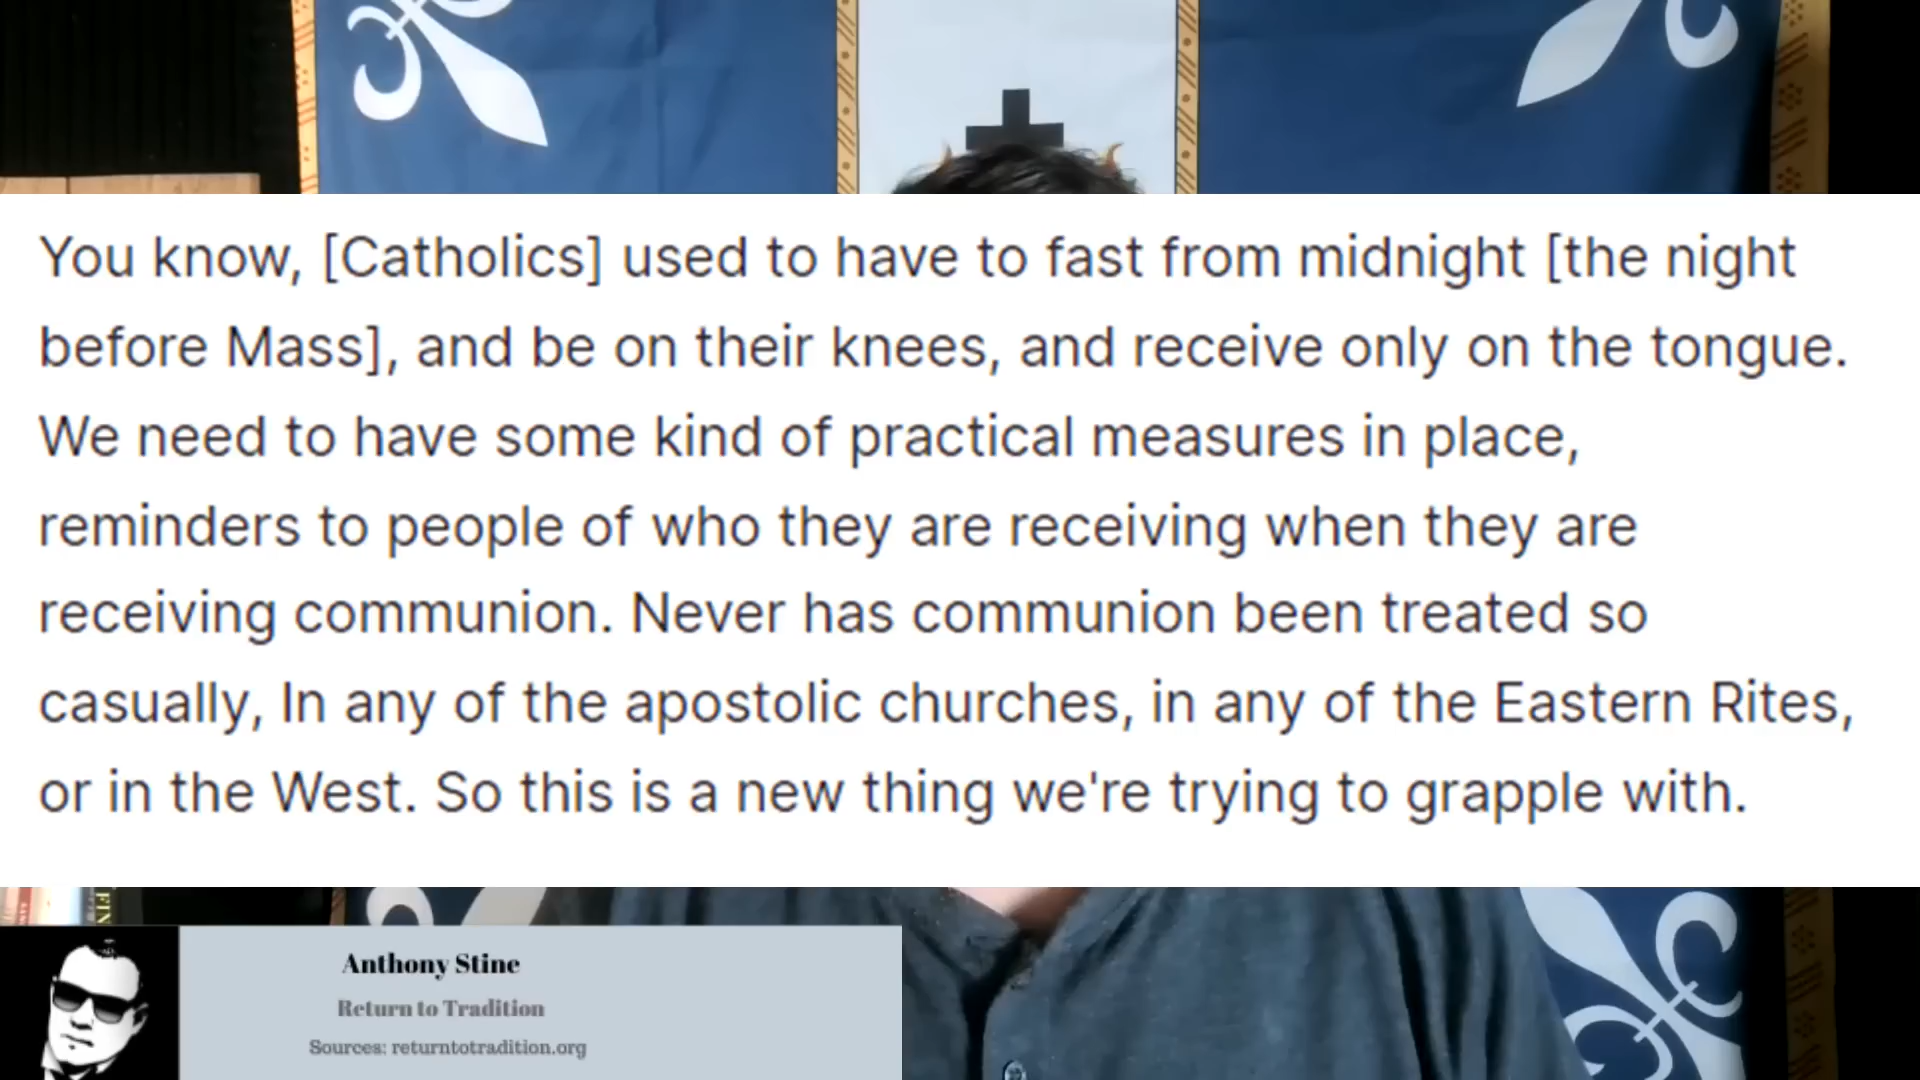 You know, [Catholics] used to have to fast from midnight [the night
before Mass], and be on their knees, and receive only on the tongue.
We need to have some kind of practical measures in place,
reminders to people of who they are receiving when they are
receiving communion. Never has communion been treated so
casually, In any of the apostolic churches, in any of the Eastern Rites,
or in the West. So this is a new thing we're trying to grapple with.
FIN
Anthony Stine
Return to Tradition
Sources: returntotradition.org